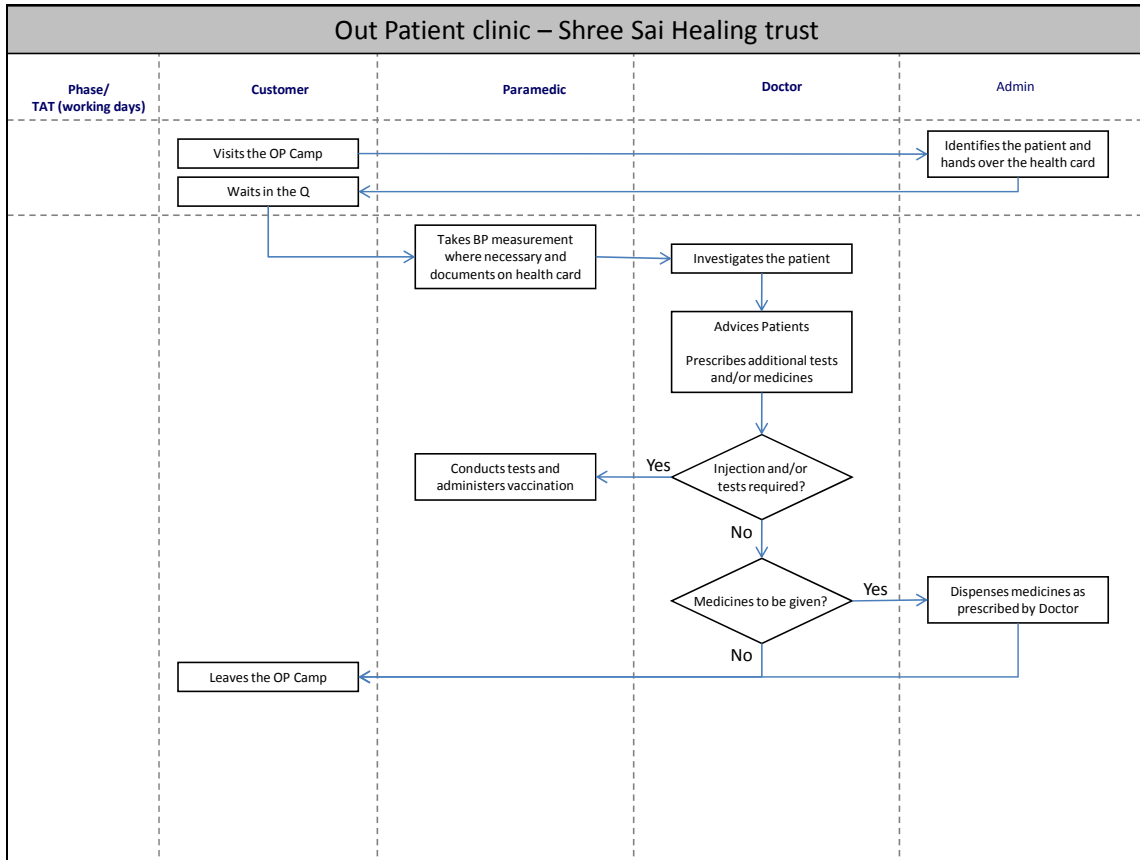 Out Patient clinic – Shree Sai Healing trust
Phase/
TAT (working days)
Customer
Paramedic
Doctor
Admin
Visits the OP Camp
Identifies the patient and
hands over the health card
Waits in the Q
Takes BP measurement
where necessary and
documents on health card
Investigates the patient
Advices Patients
Prescribes additional tests
and/or medicines
Injection and/or
tests required?
Yes
Conducts tests and
administers vaccination
No
Medicines to be given?
Yes
Dispenses medicines as
prescribed by Doctor
No
Leaves the OP Camp